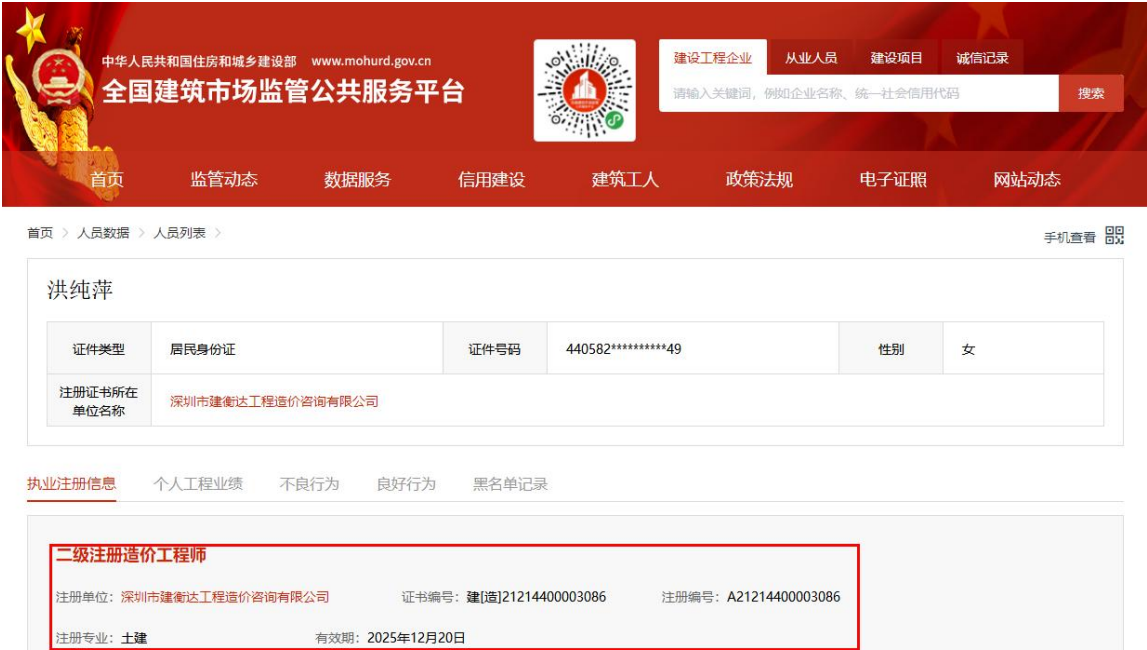 中华人民共和国住房和城乡建设部 www.mohurd.gov.cn
全国建筑市场监管公共服务平台
建设工程企业 从业人员 建设项目 诚信记录
请输入关键词，例如企业名称、统一社会信用代码 搜索
首页 监管动态 数据服务 信用建设 建筑工人 政策法规 电子证照 网站动态
首页 > 人员数据 > 人员列表 >
手机查看
洪纯萍
证件类型 居民身份证 证件号码 440582**********49 性别 女
注册证书所在
单位名称
深圳市建衡达工程造价咨询有限公司
执业注册信息 个人工程业绩 不良行为 良好行为 黑名单记录
二级注册造价工程师
注册单位：深圳市建衡达工程造价咨询有限公司 证书编号：建[造]21214400003086 注册编号：A21214400003086
注册专业：土建 有效期：2025年12月20日